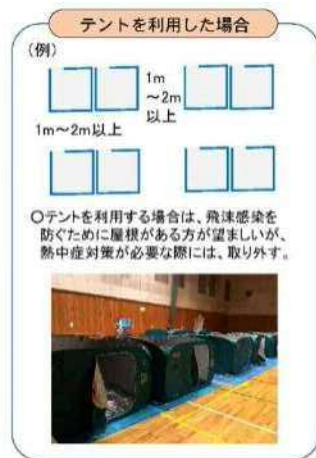 テントを利用した場合
(例)
1m
～2m
以上
1m～2m以上
〇テントを利用する場合は、飛沫感染を
防ぐために屋根がある方が望ましいが、
熱中症対策が必要な際には、取り外す。